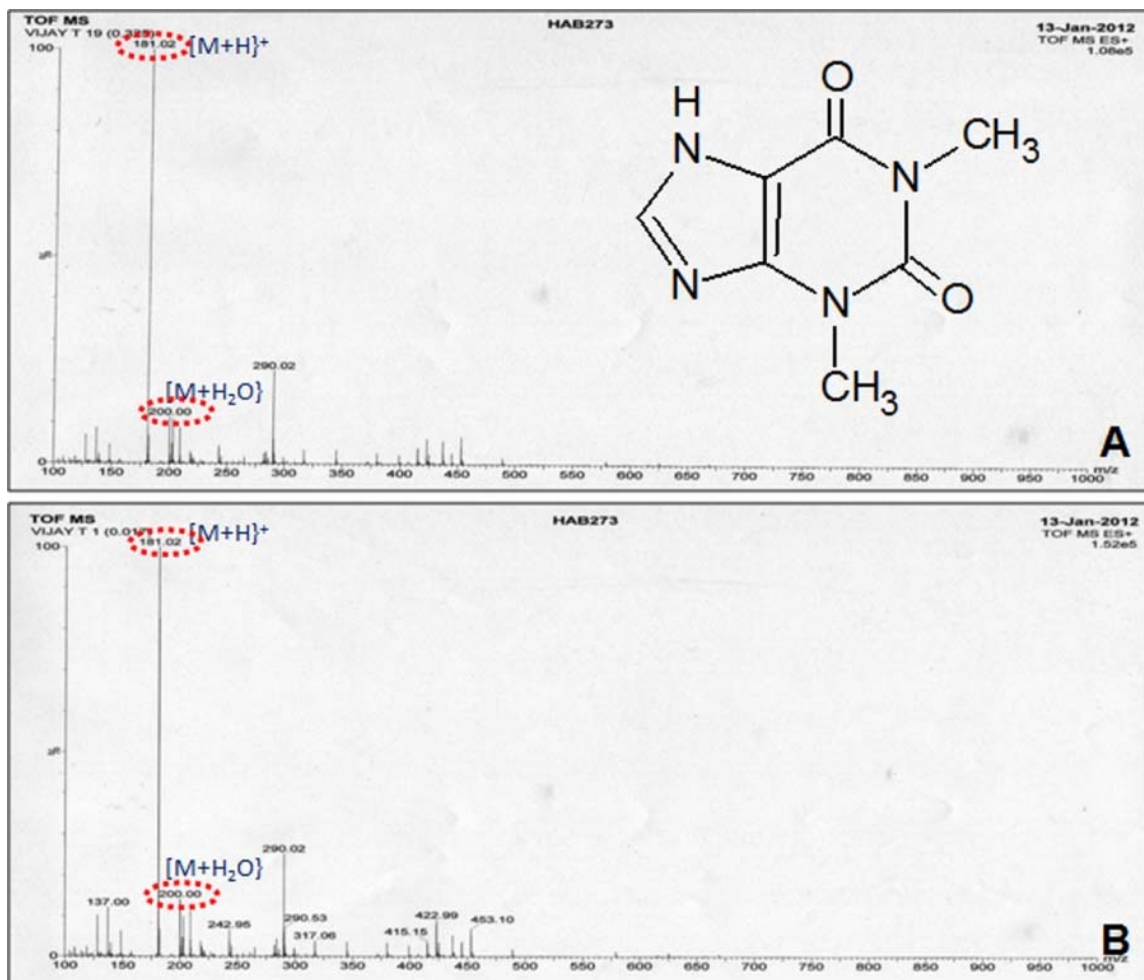 TOF MS HAB273 13-Jan-2012
VIJAY T 19 TOF MS ES+
100 181.02 [M+H}+ 1.08e5
O
H
N CH3
N
O
N N
CH3
%
290.02
[M+H2O}
200.00
A
0
100 150 200 250 300 350 400 450 500 550 600 650 700 750 800 850 900 950 1000 m/z
TOF MS HAB273 13-Jan-2012
VIJAY T 1 TOF MS ES+
100 181.02 [M+H}+ 1.52e5
%
290.02
[M+H2O}
200.00
137.00 242.95 290.53 422.99 453.10
317.06 415.15
B
0
100 150 200 250 300 350 400 450 500 550 600 650 700 750 800 850 900 950 1000 m/z